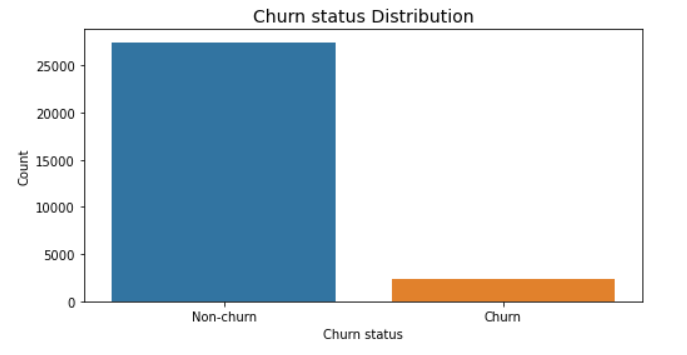 Churn status Distribution
25000
20000
15000
10000
5000
0
Count
Non-churn
Churn
Churn status